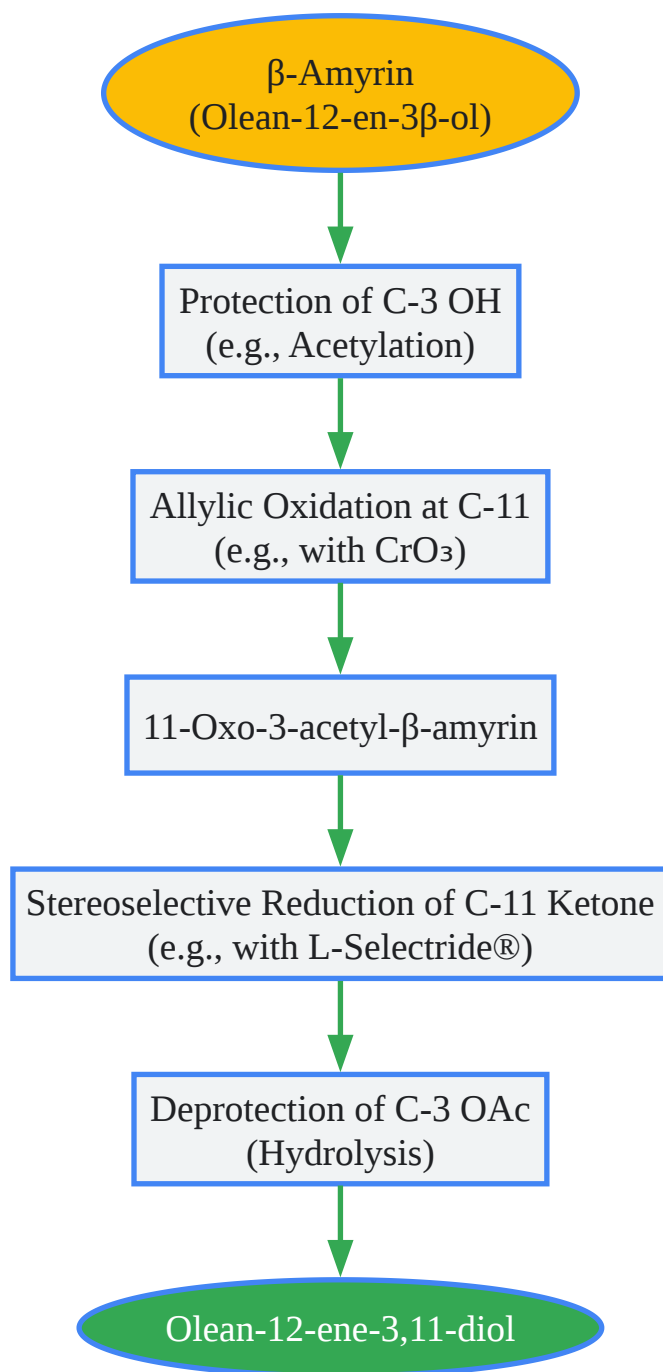 β-Amyrin
(Olean-12-en-3β-ol)
Protection of C-3 OH
(e.g., Acetylation)
Allylic Oxidation at C-11
(e.g., with CrO₃)
11-Oxo-3-acetyl-β-amyrin
Stereoselective Reduction of C-11 Ketone
(e.g., with L-Selectride®)
Deprotection of C-3 OAc
(Hydrolysis)
Olean-12-ene-3,11-diol